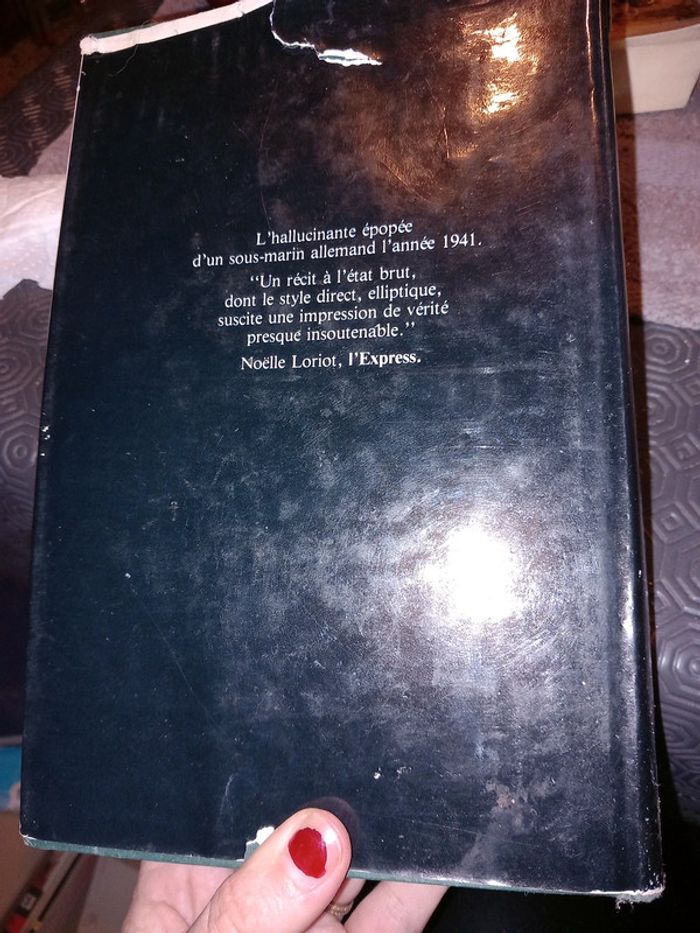 L'hallucinante épopée
d'un sous-marin allemand l'année 1941.
"Un récit à l'état brut,
dont le style direct, elliptique,
suscite une impression de vérité
presque insoutenable."
Noëlle Loriot, l'Express.